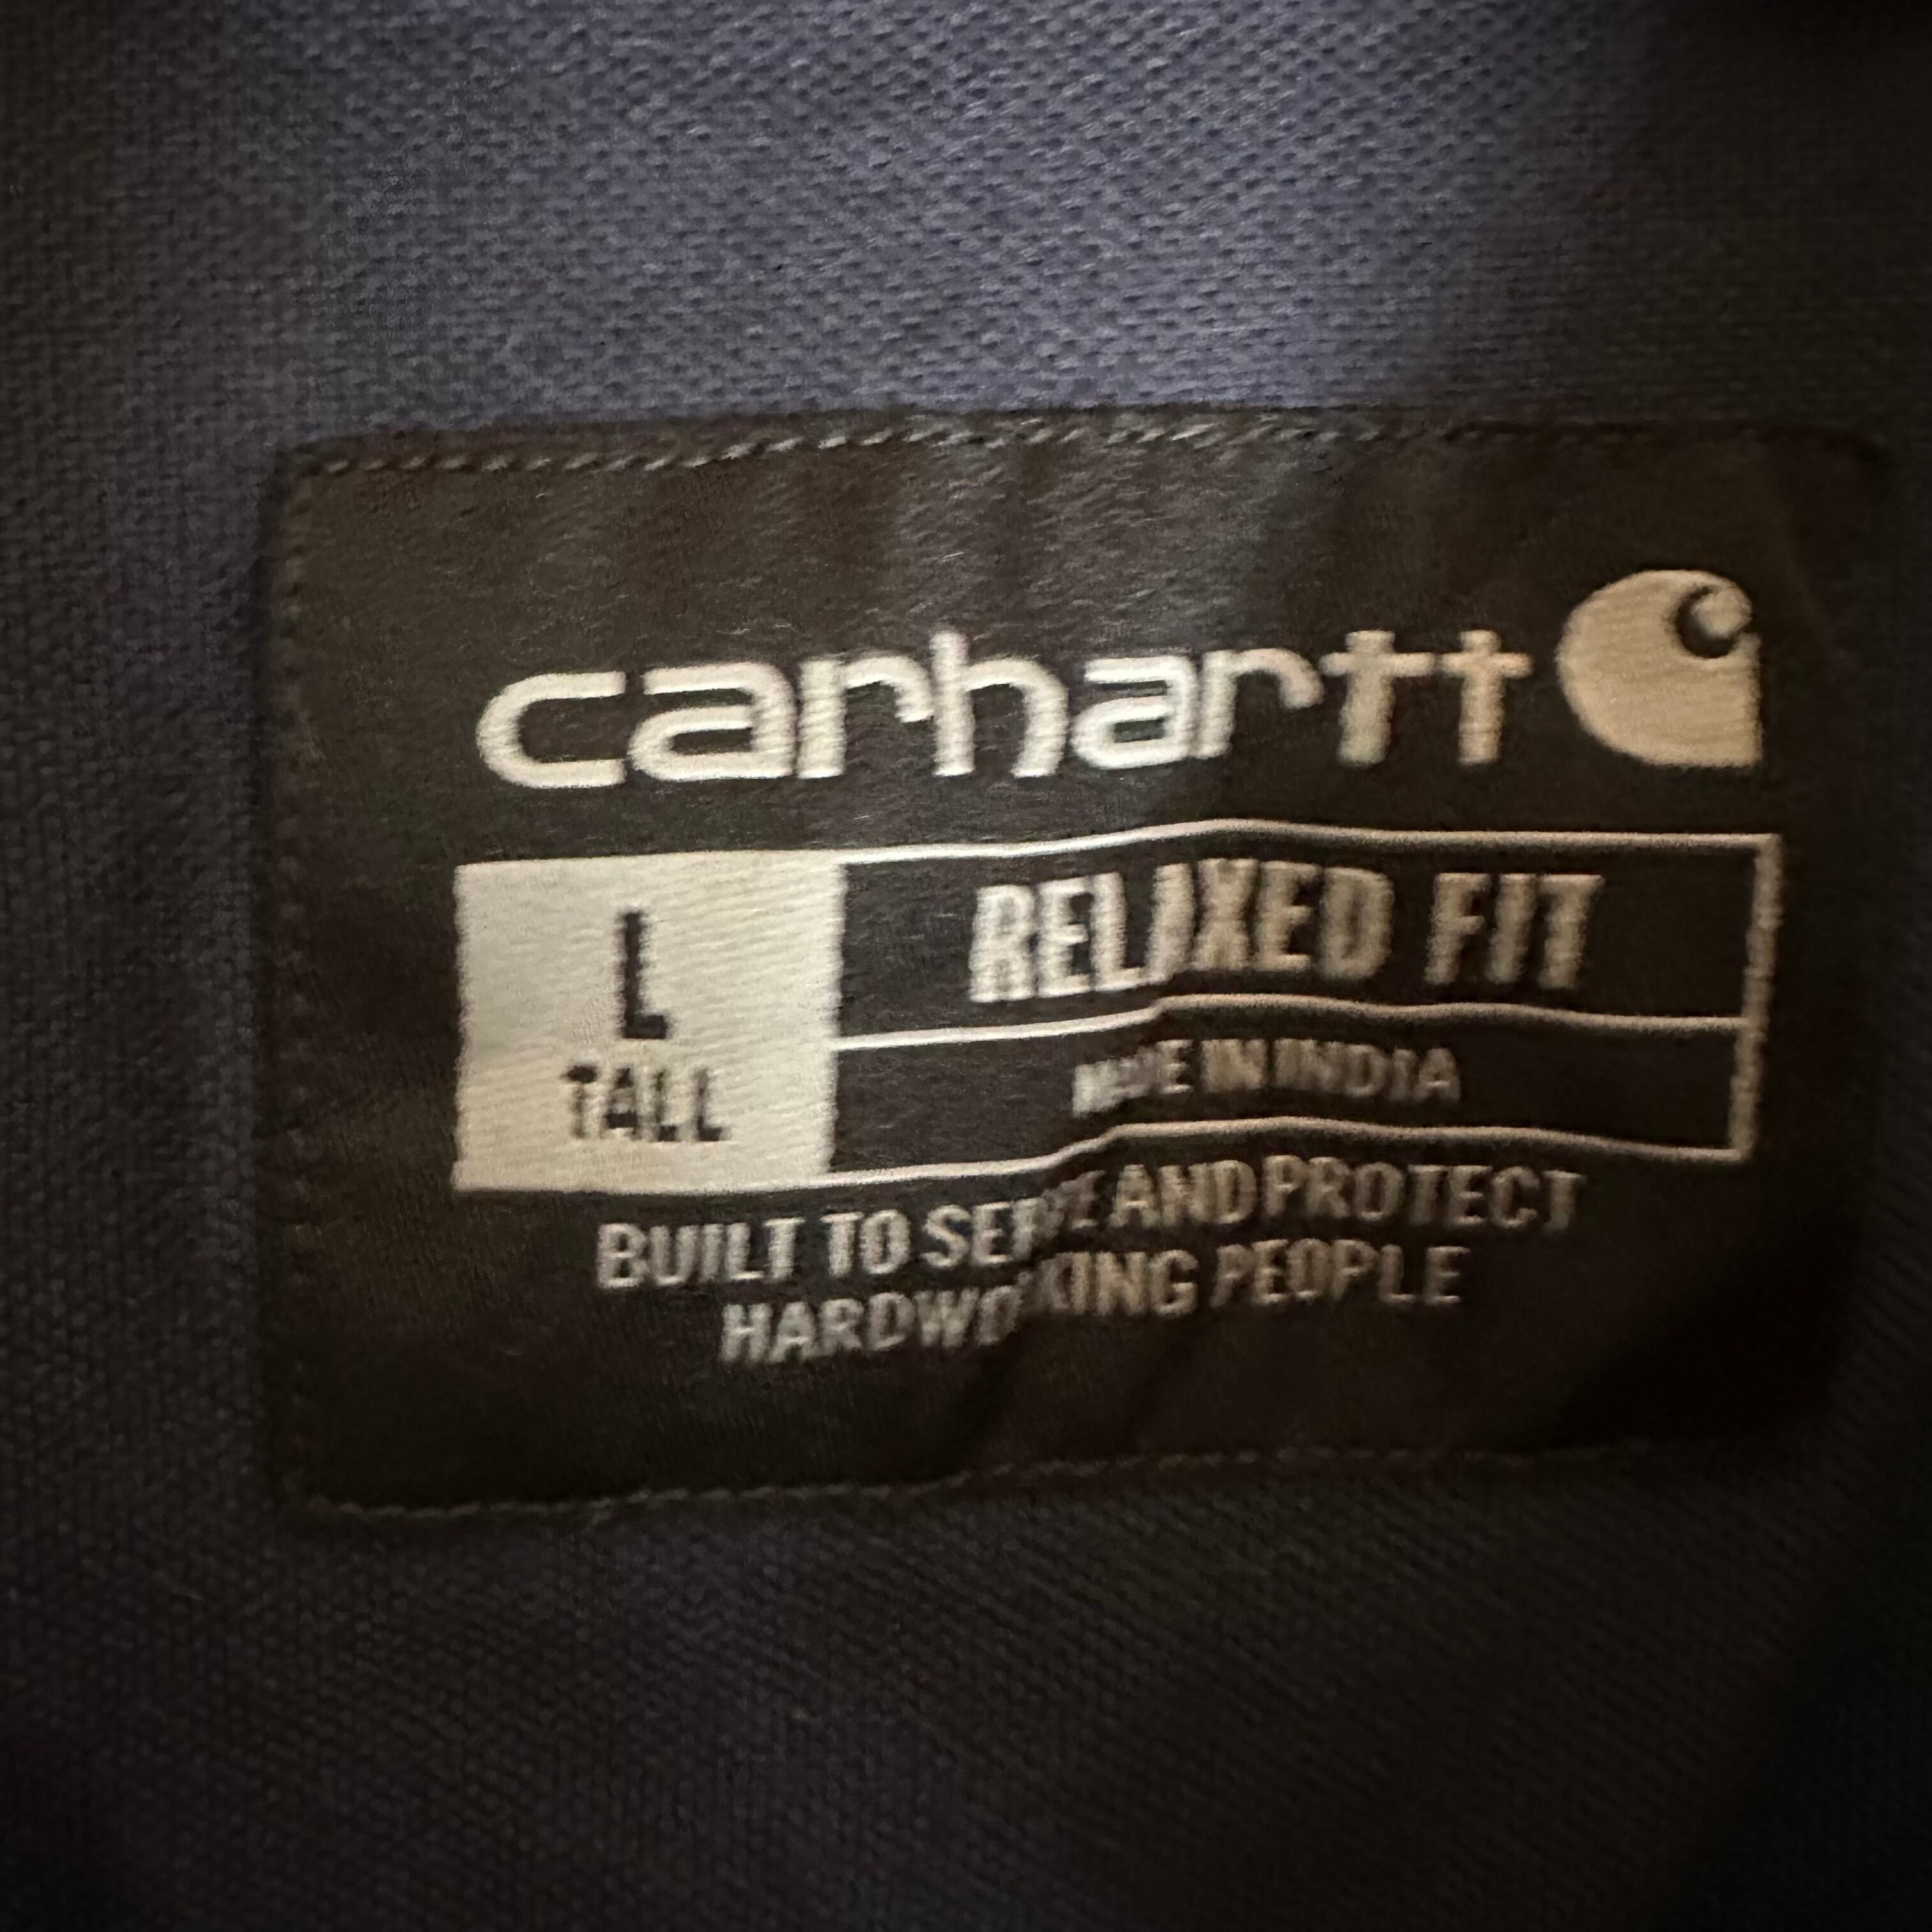 carhartt
L
TALL
RELAXED FIT
MADE IN INDIA
BUILT TO SERVE AND PROTECT
HARDWORKING PEOPLE